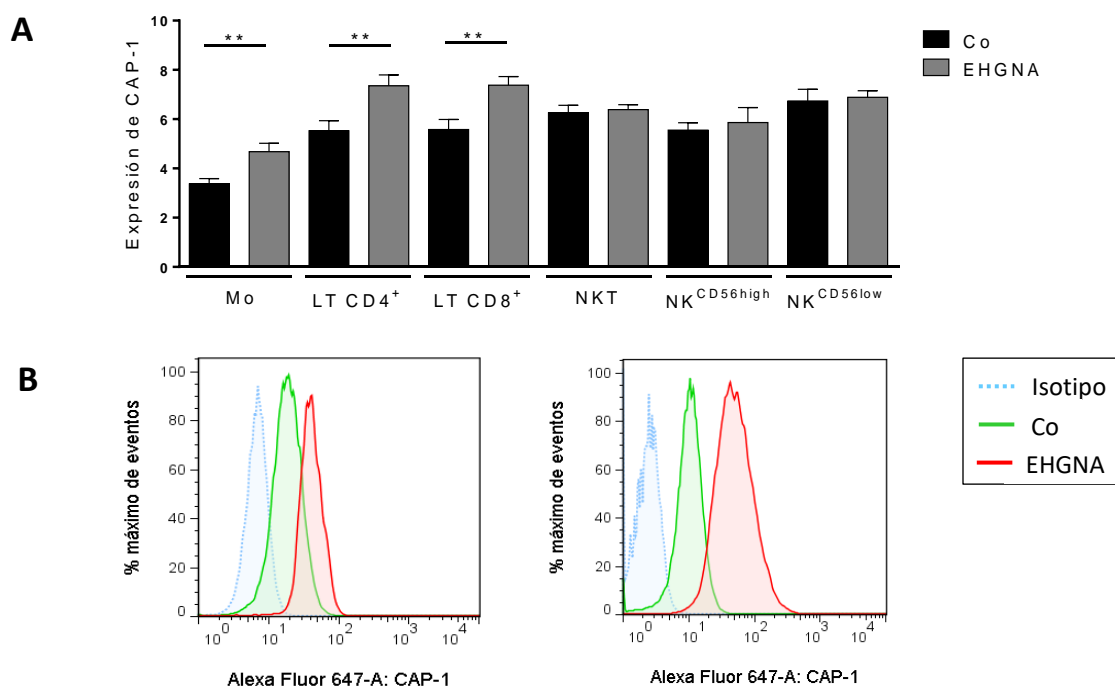 A
Expresión de CAP-1
10
8
6
4
2
0
** ** **
Co
EHGNA
Mo LT CD4+ LT CD8+ NKT NKCD56high NKCD56low
B
% máximo de eventos
100
80
60
40
20
0
10^0 10^1 10^2 10^3 10^4
Alexa Fluor 647-A: CAP-1
% máximo de eventos
100
80
60
40
20
0
10^0 10^1 10^2 10^3 10^4
Alexa Fluor 647-A: CAP-1
Isotipo
Co
EHGNA